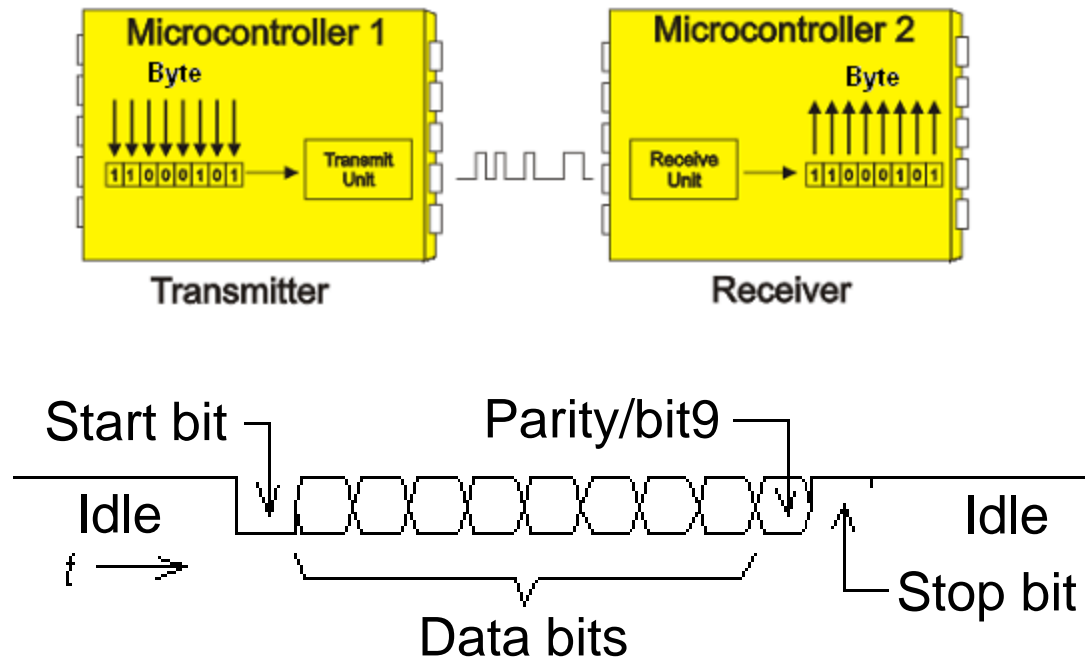 Microcontroller 1
Byte
1 1 0 0 0 1 0 1
Transmit
Unit
Transmitter
Microcontroller 2
Byte
Receive
Unit
1 1 0 0 0 1 0 1
Receiver
Start bit
Parity/bit9
Idle
Idle
t
Stop bit
Data bits